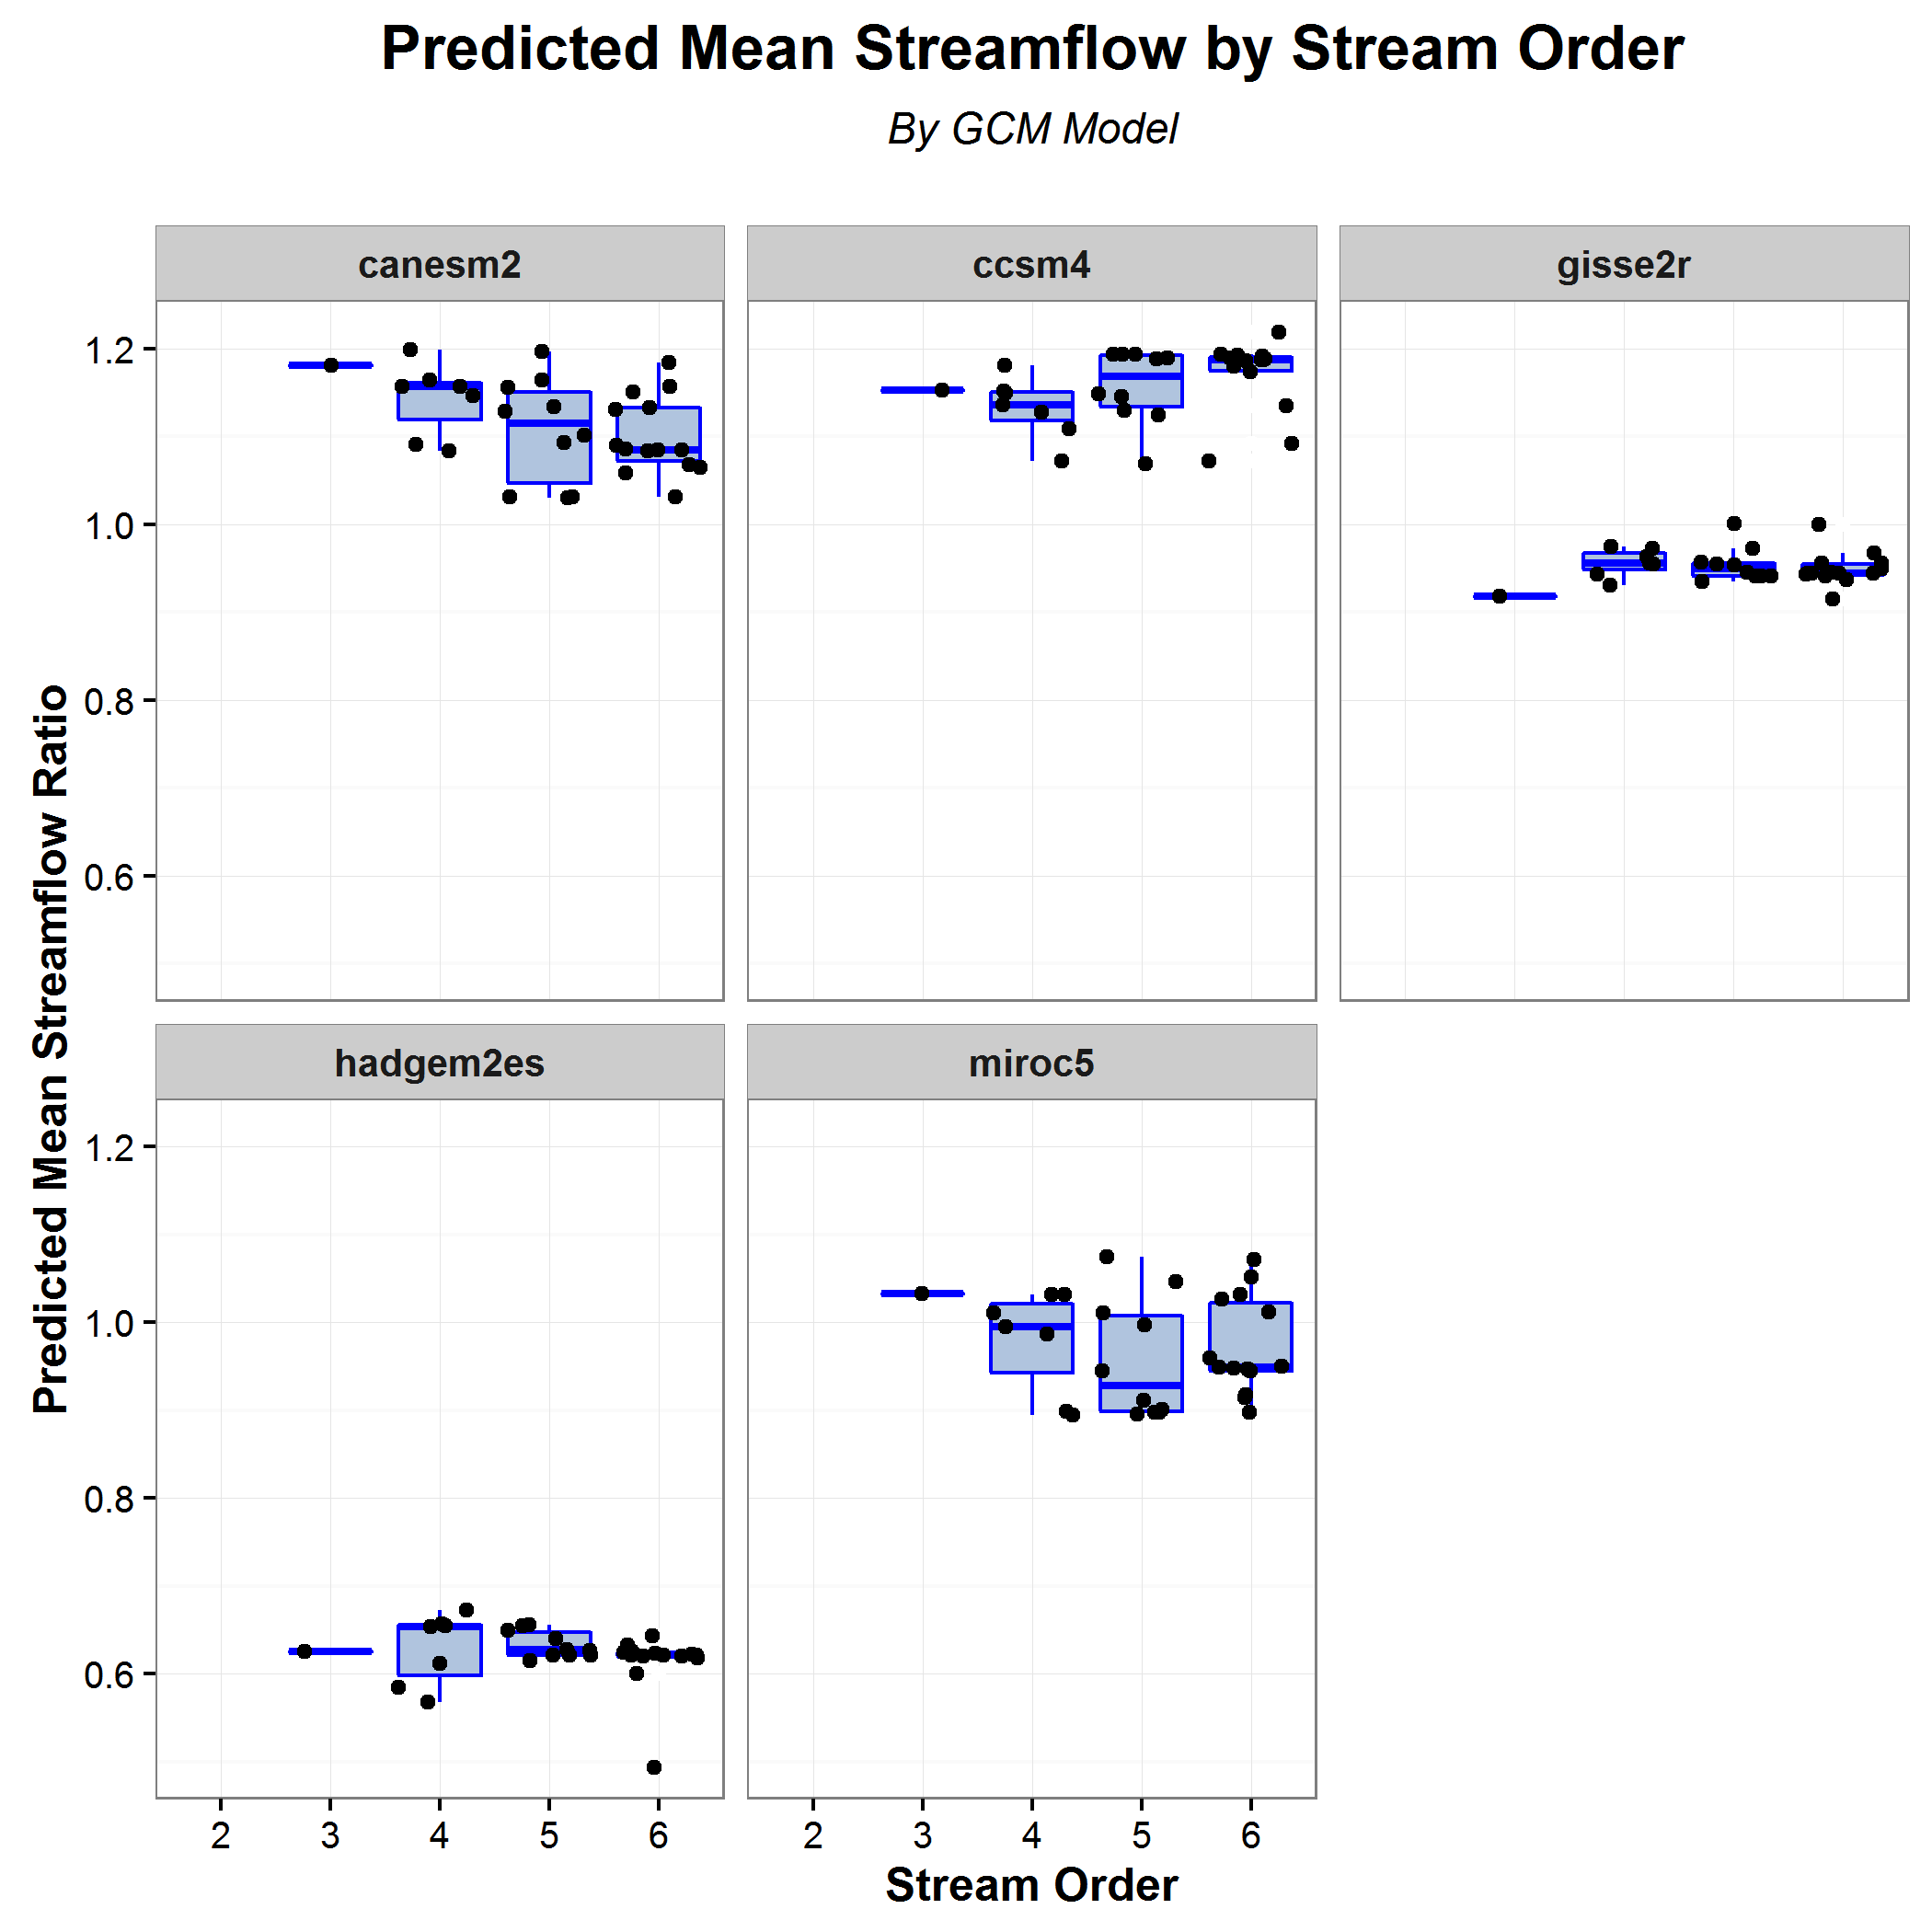 Predicted Mean Streamflow by Stream Order
By GCM Model
canesm2
ccsm4
gisse2r
1.2
1.0
0.8
0.6
Predicted Mean Streamflow Ratio
hadgem2es
miroc5
1.2
1.0
0.8
0.6
2 3 4 5 6
2 3 4 5 6
Stream Order